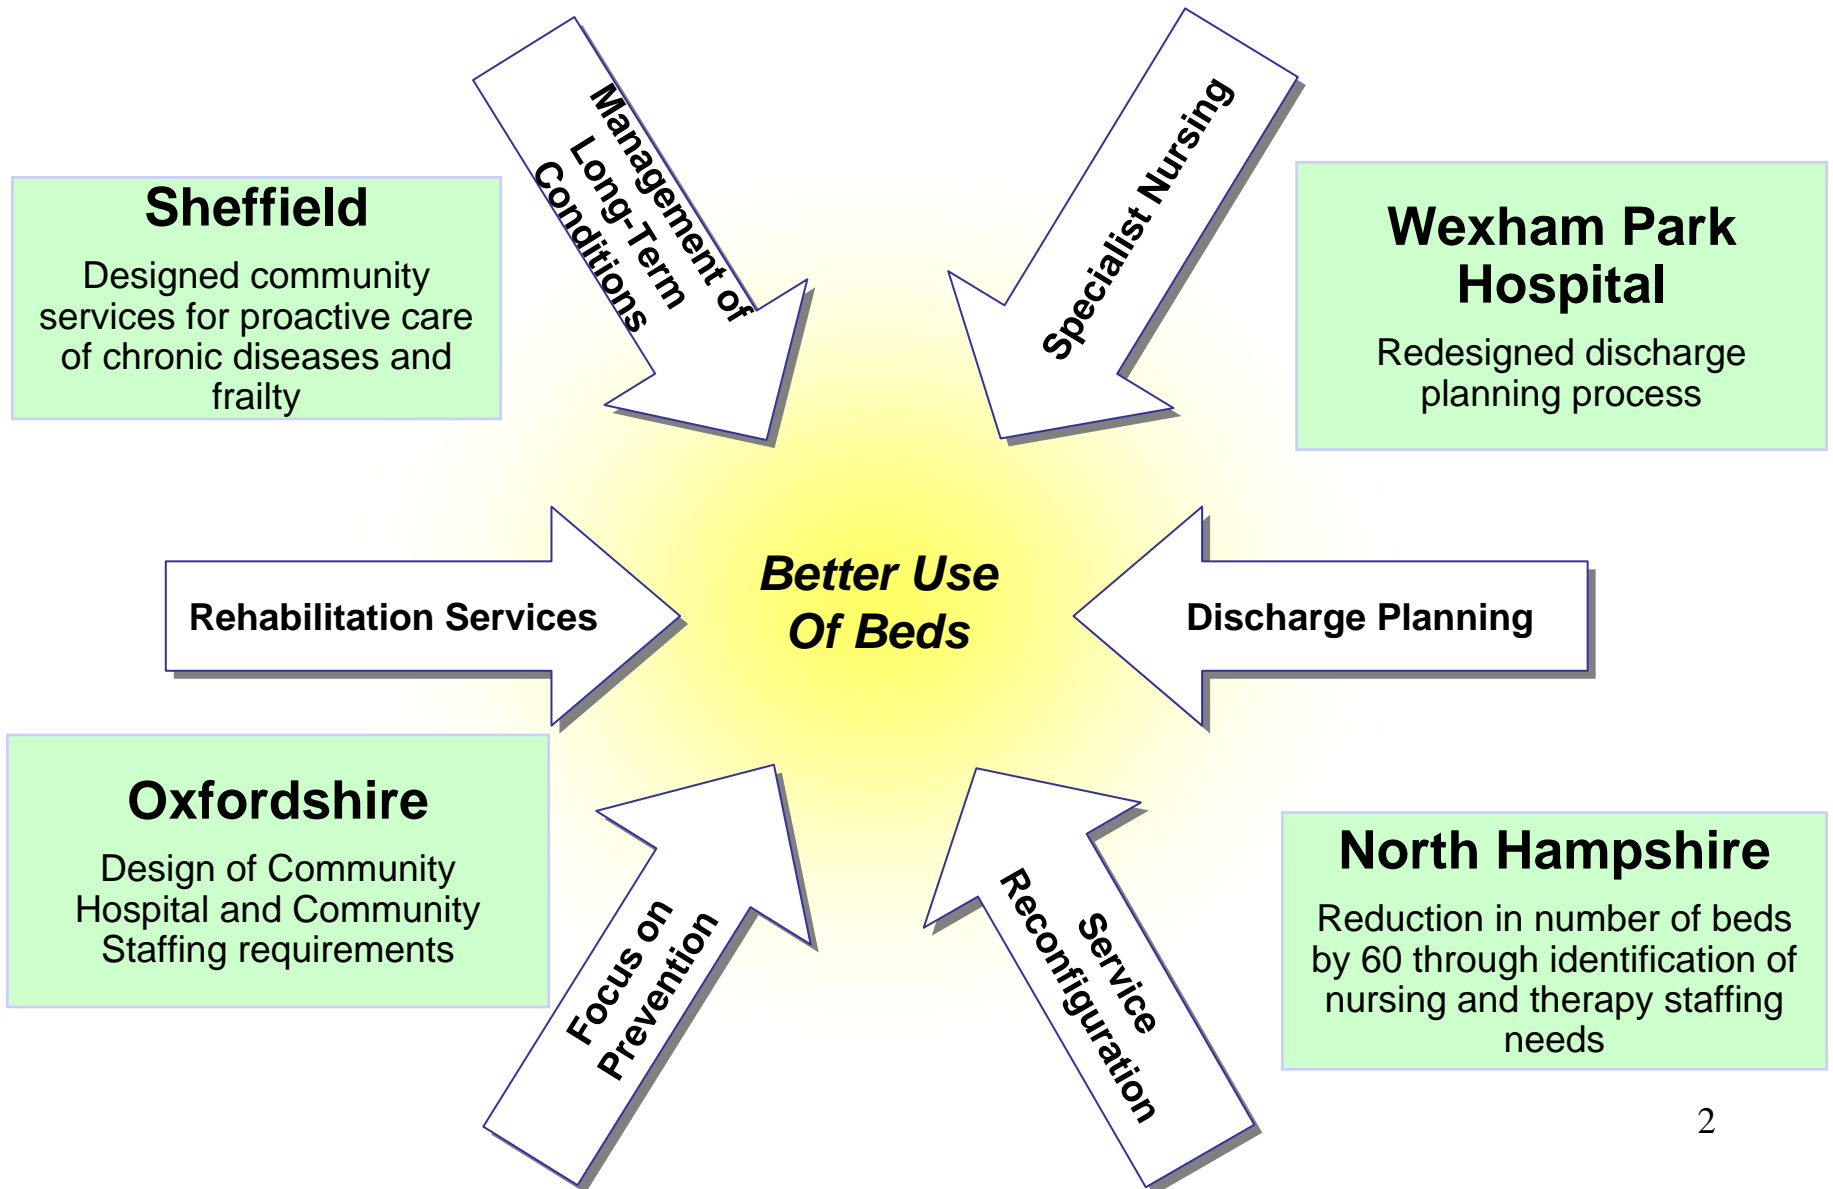 Management of
Long-Term
Conditions
Specialist Nursing
Sheffield
Designed community
services for proactive care
of chronic diseases and
frailty
Wexham Park
Hospital
Redesigned discharge
planning process
Rehabilitation Services
Better Use
Of Beds
Discharge Planning
Oxfordshire
Design of Community
Hospital and Community
Staffing requirements
Focus on
Prevention
Service
Reconfiguration
North Hampshire
Reduction in number of beds
by 60 through identification of
nursing and therapy staffing
needs
2